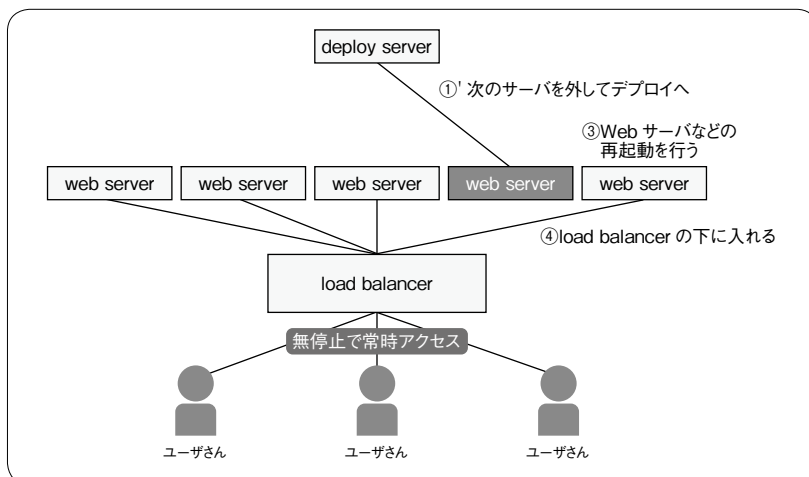 deploy server
①' 次のサーバを外してデプロイへ
③Web サーバなどの
再起動を行う
web server
web server
web server
web server
web server
④load balancer の下に入れる
load balancer
無停止で常時アクセス
ユーザさん
ユーザさん
ユーザさん